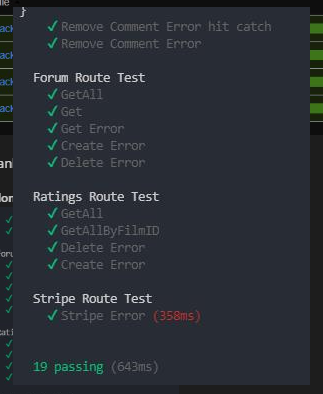 }
✓ Remove Comment Error hit catch
✓ Remove Comment Error
Forum Route Test
✓ GetAll
✓ Get
✓ Get Error
✓ Create Error
✓ Delete Error
Ratings Route Test
✓ GetAll
✓ GetAllByFilmID
✓ Delete Error
✓ Create Error
Stripe Route Test
✓ Stripe Error (358ms)
19 passing (643ms)